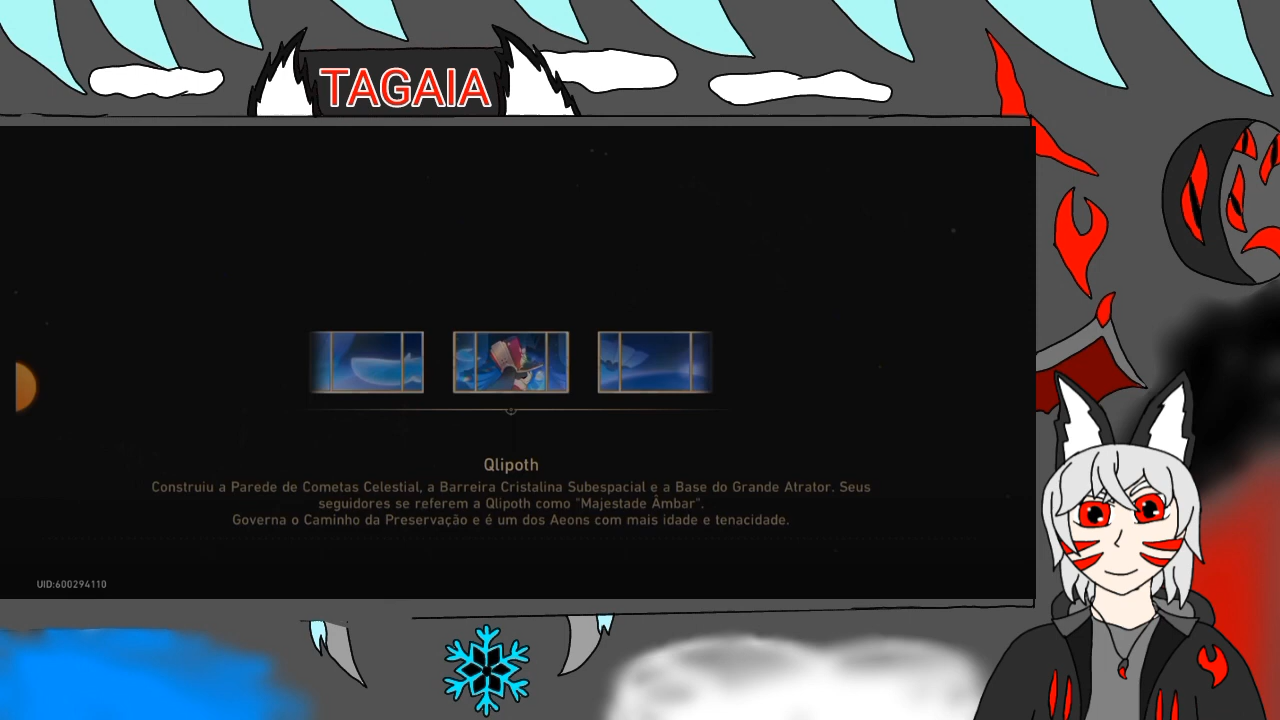 TAGAIA
Qlipoth
Construiu a Parede de Cometas Celestial, a Barreira Cristalina Subespacial e a Base do Grande Atrator. Seus
seguidores se referem a Qlipoth como "Majestade Âmbar".
Governa o Caminho da Preservação e é um dos Aeons com mais idade e tenacidade.
UID:600294110